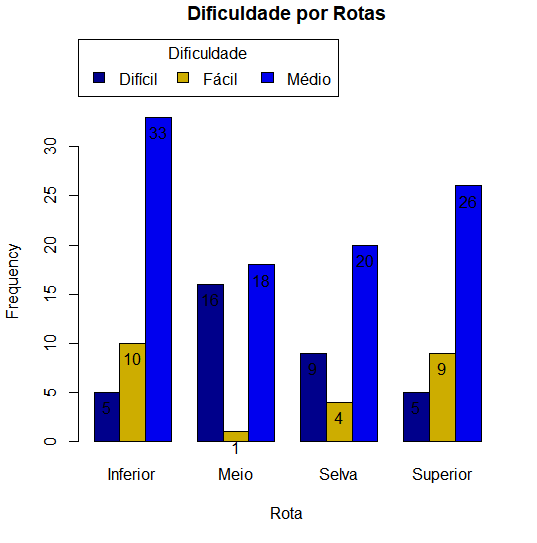 Dificuldade por Rotas
Dificuldade
Difícil Fácil Médio
Frequency
30
25
20
15
10
5
0
5 10 33
16 1 18
9 4 20
5 9 26
Inferior Meio Selva Superior
Rota